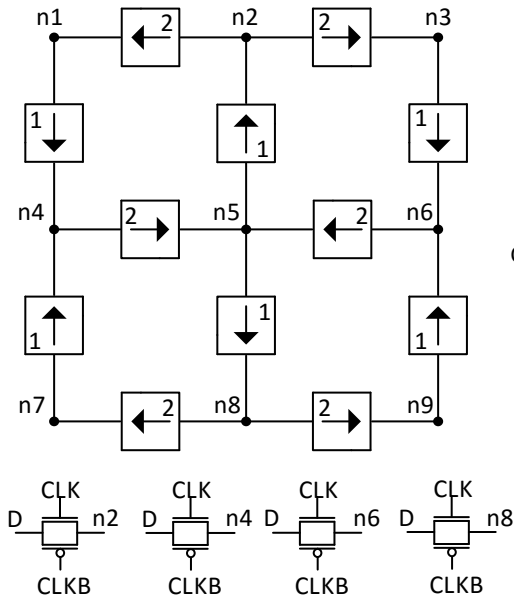 n1 n2 n3
2 2
1 1 1
n4 n5 n6
2 2
1 1 1
n7 n8 n9
2 2
CLK CLK CLK CLK
D n2 D n4 D n6 D n8
CLKB CLKB CLKB CLKB